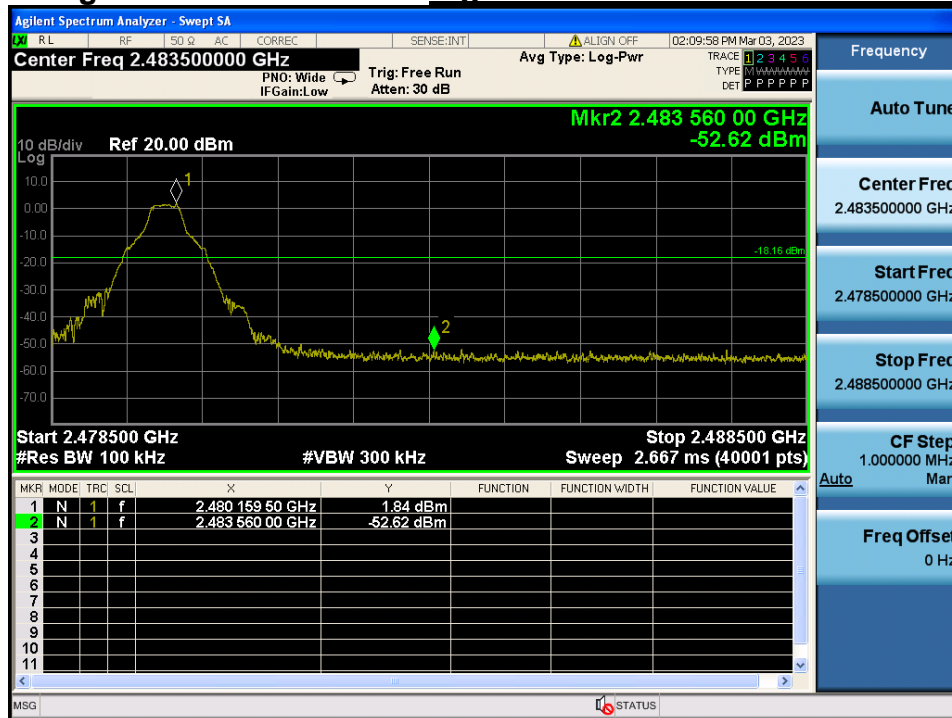 Agilent Spectrum Analyzer - Swept SA
LXI RL RF 50 Ω AC CORREC SENSE:INT ALIGN OFF 02:09:58 PM Mar 03, 2023
Center Freq 2.483500000 GHz
PNO: Wide
IFGain:Low
Trig: Free Run
Atten: 30 dB
Avg Type: Log-Pwr
TRACE 1 2 3 4 5 6
TYPE M W W W W W
DET P P P P P P
Mkr2 2.483 560 00 GHz
-52.62 dBm
10 dB/div Ref 20.00 dBm
Log
10.0
0.00
-10.0
-20.0
-30.0
-40.0
-50.0
-60.0
-70.0
1
2
-18.16 dBm
Start 2.478500 GHz Stop 2.488500 GHz
#Res BW 100 kHz #VBW 300 kHz Sweep 2.667 ms (40001 pts)
MKR MODE TRC SCL X Y FUNCTION FUNCTION WIDTH FUNCTION VALUE
1 N 1 f 2.480 159 50 GHz 1.84 dBm
2 N 1 f 2.483 560 00 GHz -52.62 dBm
3
4
5
6
7
8
9
10
11
MSG STATUS
Frequency
Auto Tune
Center Freq
2.483500000 GHz
Start Freq
2.478500000 GHz
Stop Freq
2.488500000 GHz
CF Step
1.000000 MHz
Auto Man
Freq Offset
0 Hz